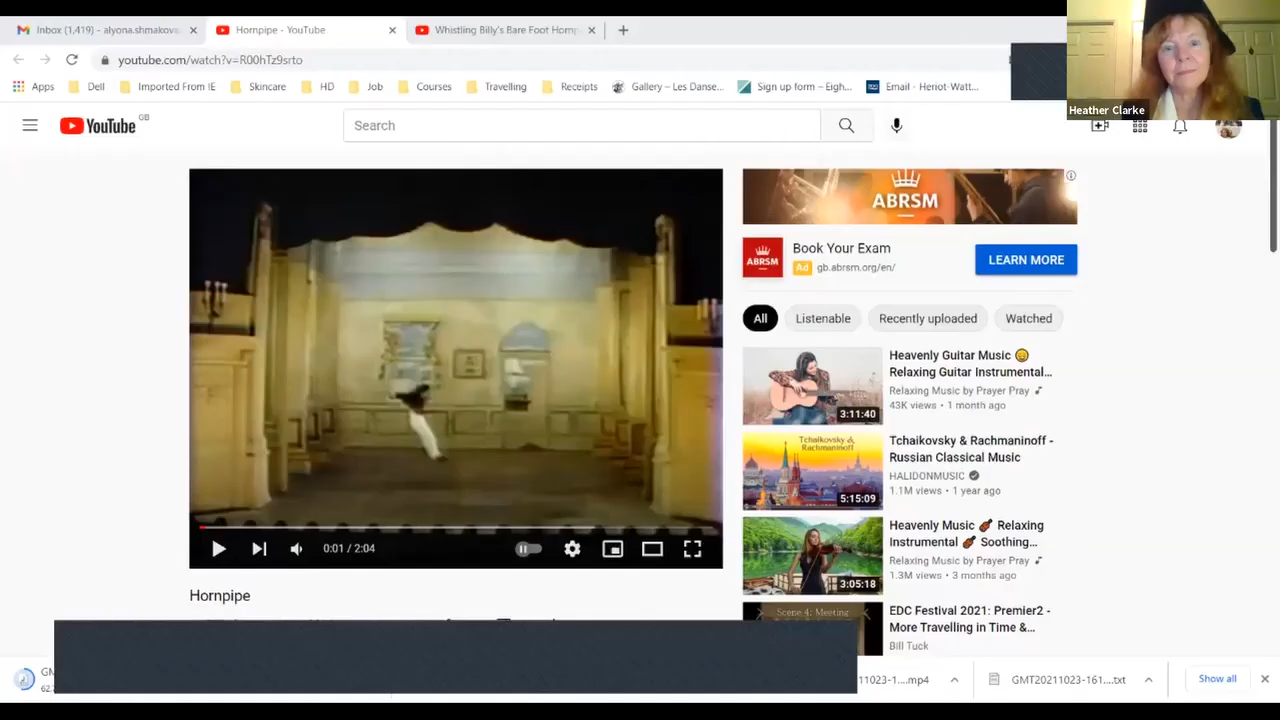 Inbox (1,419) - alyona.shmakova
Hornpipe - YouTube
Whistling Billy's Bare Foot Hornp
youtube.com/watch?v=R00hTz9srto
Apps
Dell
Imported From IE
Skincare
HD
Job
Courses
Travelling
Receipts
Gallery – Les Danse...
Sign up form – Eigh...
Email - Heriot-Watt...
Heather Clarke
YouTube GB
Search
ABRSM
ABRSM
Book Your Exam
Ad gb.abrsm.org/en/
LEARN MORE
All
Listenable
Recently uploaded
Watched
3:11:40
Heavenly Guitar Music 😊
Relaxing Guitar Instrumental...
Relaxing Music by Prayer Pray
43K views • 1 month ago
Tchaikovsky &
Rachmaninoff
5:15:09
Tchaikovsky & Rachmaninoff -
Russian Classical Music
HALIDONMUSIC
1.1M views • 1 year ago
3:05:18
Heavenly Music 🎻 Relaxing
Instrumental 🎻 Soothing...
Relaxing Music by Prayer Pray
1.3M views • 3 months ago
0:01 / 2:04
Hornpipe
Scene 4: Meeting
EDC Festival 2021: Premier2 -
More Travelling in Time &...
Bill Tuck
GM
62.
11023-1....mp4
GMT20211023-161....txt
Show all